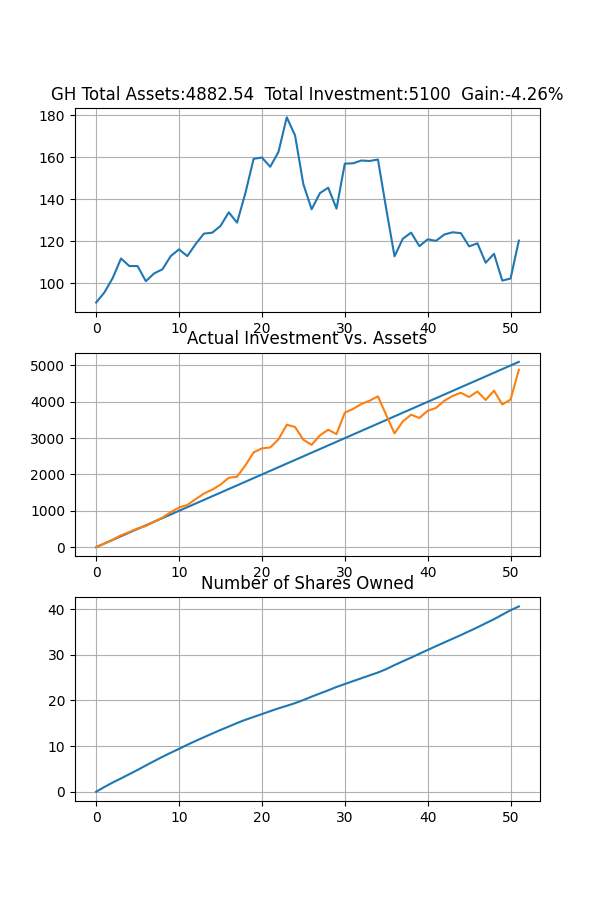 GH Total Assets:4882.54  Total Investment:5100  Gain:-4.26%
180
160
140
120
100
0 10 20 30 40 50
Actual Investment vs. Assets
5000
4000
3000
2000
1000
0
0 10 20 30 40 50
Number of Shares Owned
40
30
20
10
0
0 10 20 30 40 50